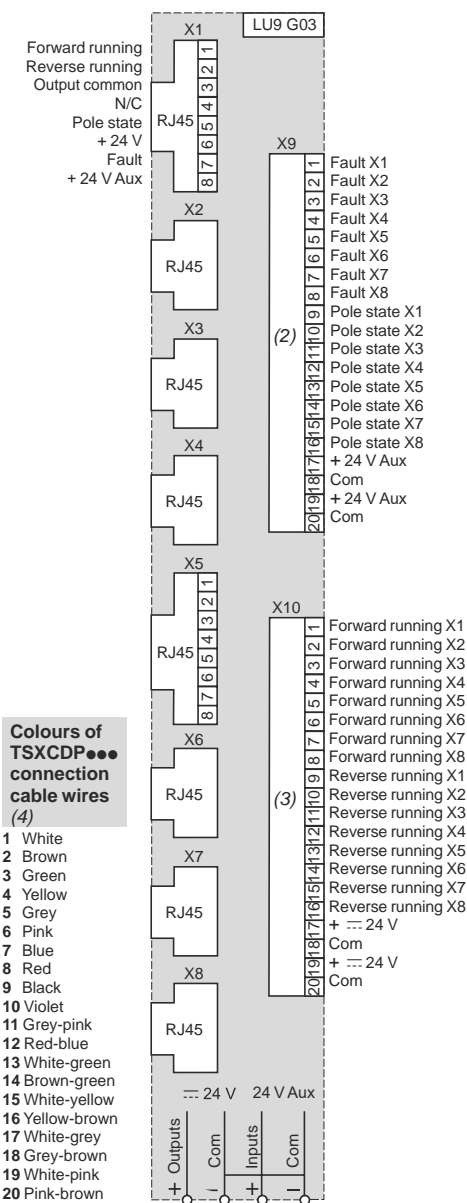 LU9 G03
X1
Forward running 1
Reverse running 2
Output common 3
N/C 4
Pole state 5
+ 24 V 6
Fault 7
+ 24 V Aux 8
RJ45
X2
RJ45
X3
RJ45
X4
RJ45
X5
1
2
3
4
5
6
7
8
RJ45
X6
RJ45
X7
RJ45
X8
RJ45
X9
(2)
1 Fault X1
2 Fault X2
3 Fault X3
4 Fault X4
5 Fault X5
6 Fault X6
7 Fault X7
8 Fault X8
9 Pole state X1
10 Pole state X2
11 Pole state X3
12 Pole state X4
13 Pole state X5
14 Pole state X6
15 Pole state X7
16 Pole state X8
17 + 24 V Aux
18 Com
19 + 24 V Aux
20 Com
X10
(3)
1 Forward running X1
2 Forward running X2
3 Forward running X3
4 Forward running X4
5 Forward running X5
6 Forward running X6
7 Forward running X7
8 Forward running X8
9 Reverse running X1
10 Reverse running X2
11 Reverse running X3
12 Reverse running X4
13 Reverse running X5
14 Reverse running X6
15 Reverse running X7
16 Reverse running X8
17 + ⎓ 24 V
18 Com
19 + ⎓ 24 V
20 Com
Colours of
TSXCDP●●●
connection
cable wires
(4)
1 White
2 Brown
3 Green
4 Yellow
5 Grey
6 Pink
7 Blue
8 Red
9 Black
10 Violet
11 Grey-pink
12 Red-blue
13 White-green
14 Brown-green
15 White-yellow
16 Yellow-brown
17 White-grey
18 Grey-brown
19 White-pink
20 Pink-brown
⎓ 24 V 24 V Aux
+ Outputs
– Com
+ Inputs
– Com